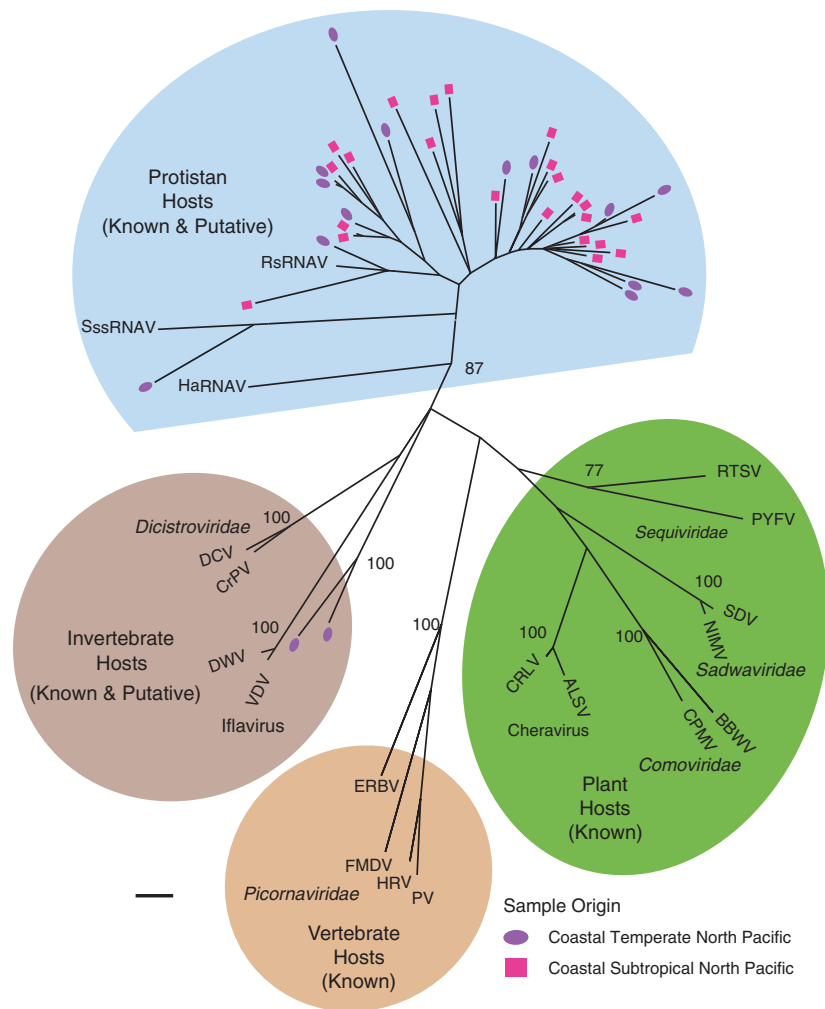 Protistan
Hosts
(Known & Putative)
RsRNAV
SssRNAV
HaRNAV
87
77
RTSV
PYFV
Sequiviridae
100
Dicistroviridae
DCV
CrPV
100
100
SDV
NIMV
Sadwaviridae
Invertebrate
Hosts
(Known & Putative)
100
DWV
VDV
Iflavirus
100
100
CRLV
ALSV
Cheravirus
100
CPMV
BBWV
Comoviridae
Plant
Hosts
(Known)
ERBV
FMDV
HRV
PV
Picornaviridae
Vertebrate
Hosts
(Known)
Sample Origin
Coastal Temperate North Pacific
Coastal Subtropical North Pacific